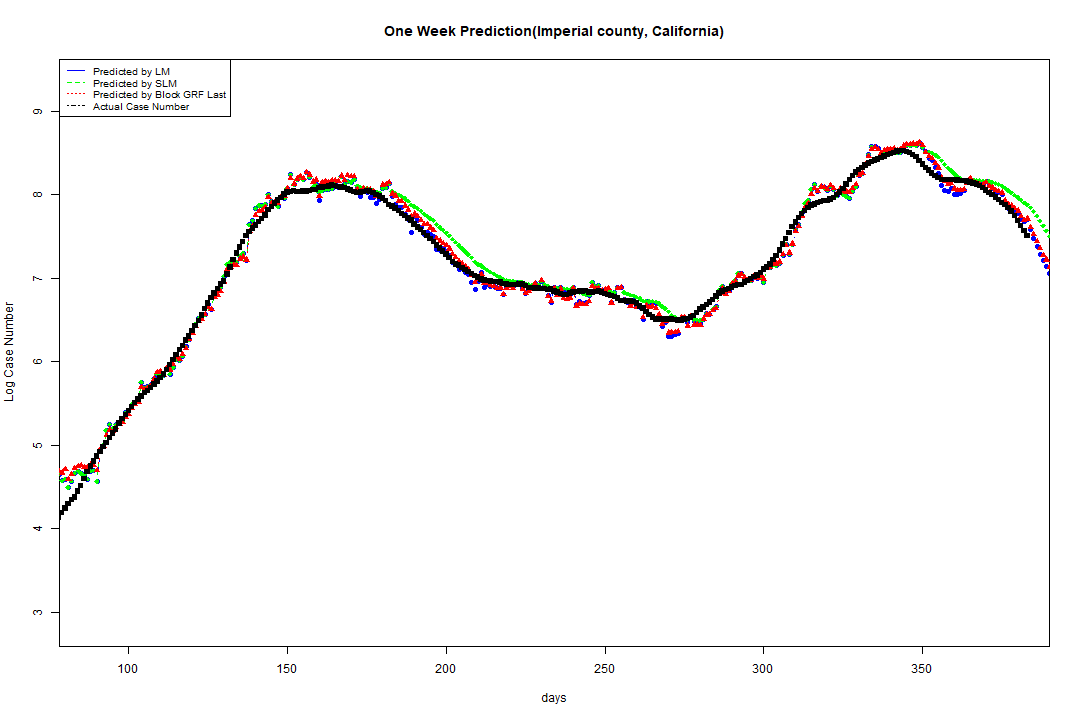 One Week Prediction(Imperial county, California)
Predicted by LM
Predicted by SLM
Predicted by Block GRF Last
Actual Case Number
9
8
7
6
5
4
3
Log Case Number
100 150 200 250 300 350
days